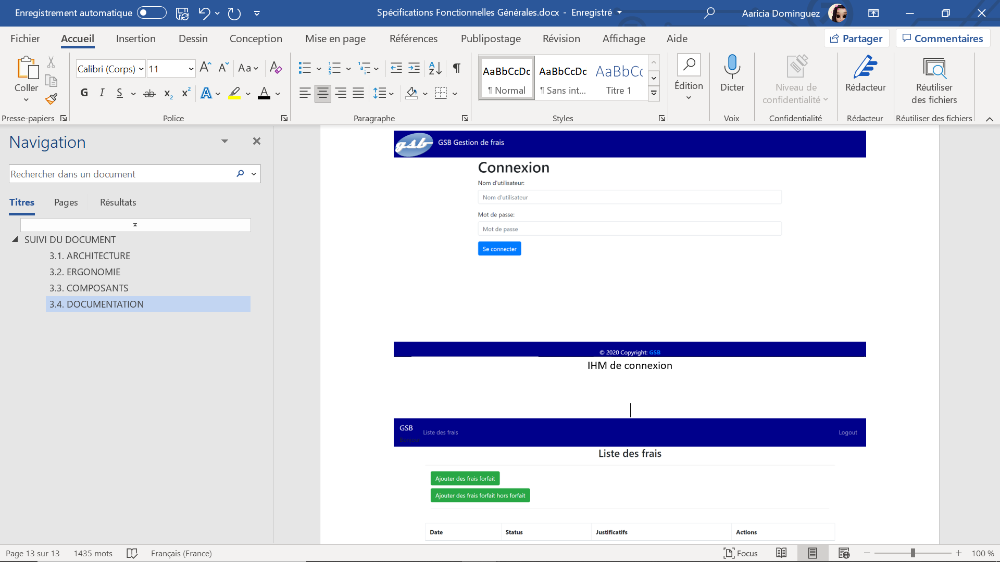 Enregistrement automatique
Spécifications Fonctionnelles Générales.docx - Enregistré
Aaricia Dominguez
Fichier Accueil Insertion Dessin Conception Mise en page Références Publipostage Révision Affichage Aide
Partager Commentaires
Coller
Presse-papiers
Calibri (Corps) 11
A A Aa A
G I S ab x2 x2 A A
Police
A Z ¶
Paragraphe
AaBbCcDc AaBbCcDc AaBbCc
¶ Normal ¶ Sans int... Titre 1
Styles
Édition
Dicter
Voix
Niveau de
confidentialité
Confidentialité
Rédacteur
Rédacteur
Réutiliser
des fichiers
Réutiliser des fichiers
Navigation
Rechercher dans un document
Titres Pages Résultats
SUIVI DU DOCUMENT
3.1. ARCHITECTURE
3.2. ERGONOMIE
3.3. COMPOSANTS
3.4. DOCUMENTATION
gsb GSB Gestion de frais
Connexion
Nom d'utilisateur:
Nom d'utilisateur
Mot de passe:
Mot de passe
Se connecter
© 2020 Copyright: GSB
IHM de connexion
GSB Liste des frais Logout
Bonjour
Liste des frais
Ajouter des frais forfait
Ajouter des frais forfait hors forfait
Date Status Justificatifs Actions
Page 13 sur 13 1435 mots Français (France)
Focus 100 %